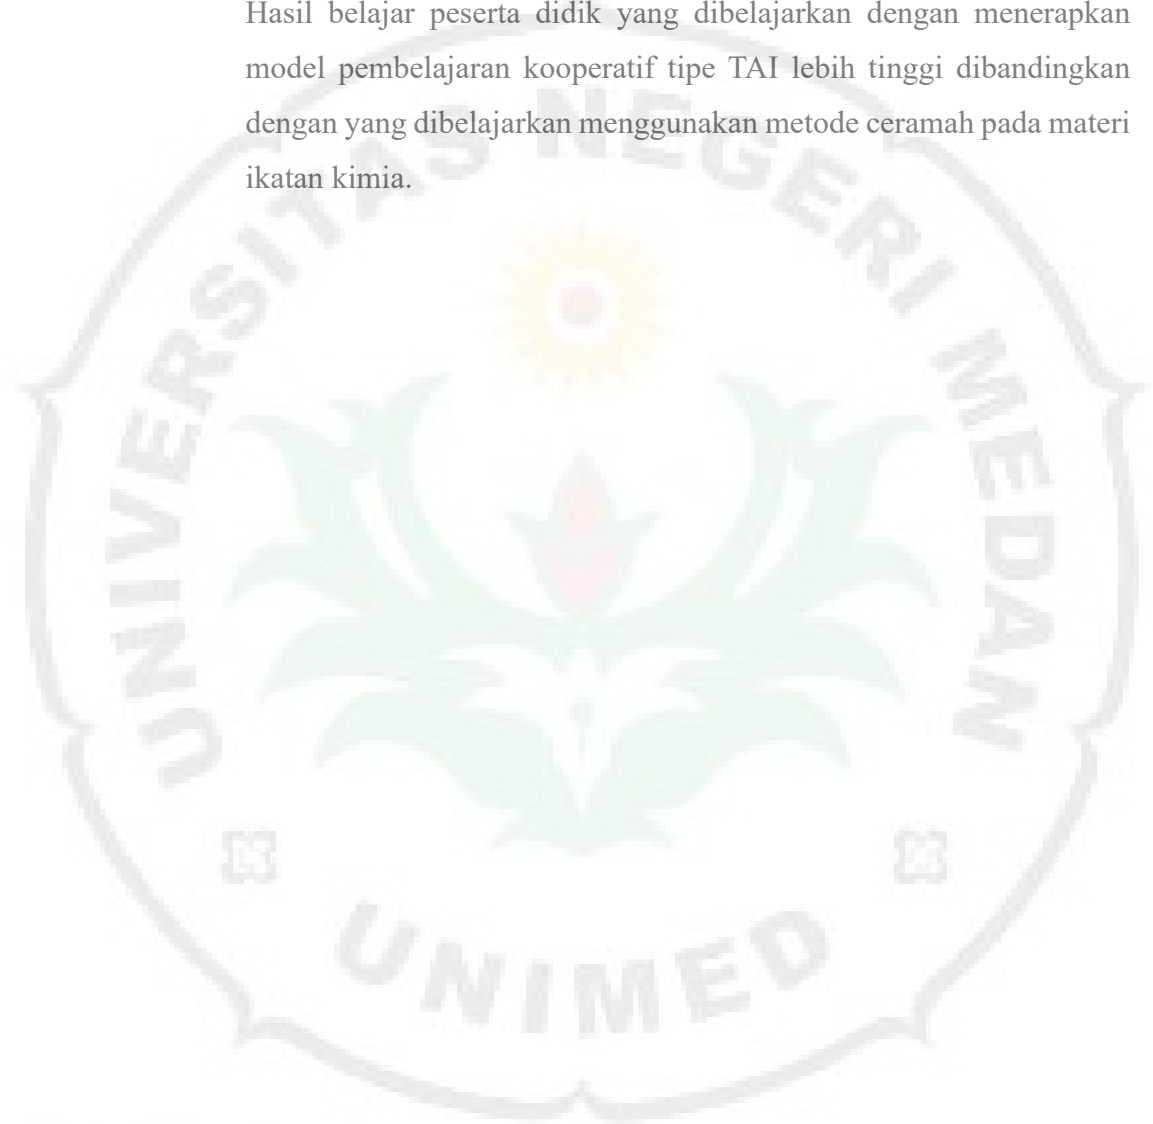 Hasil belajar peserta didik yang dibelajarkan dengan menerapkan
model pembelajaran kooperatif tipe TAI lebih tinggi dibandingkan
dengan yang dibelajarkan menggunakan metode ceramah pada materi
ikatan kimia.
UNIVERSITAS NEGERI MEDAN
UNIMED